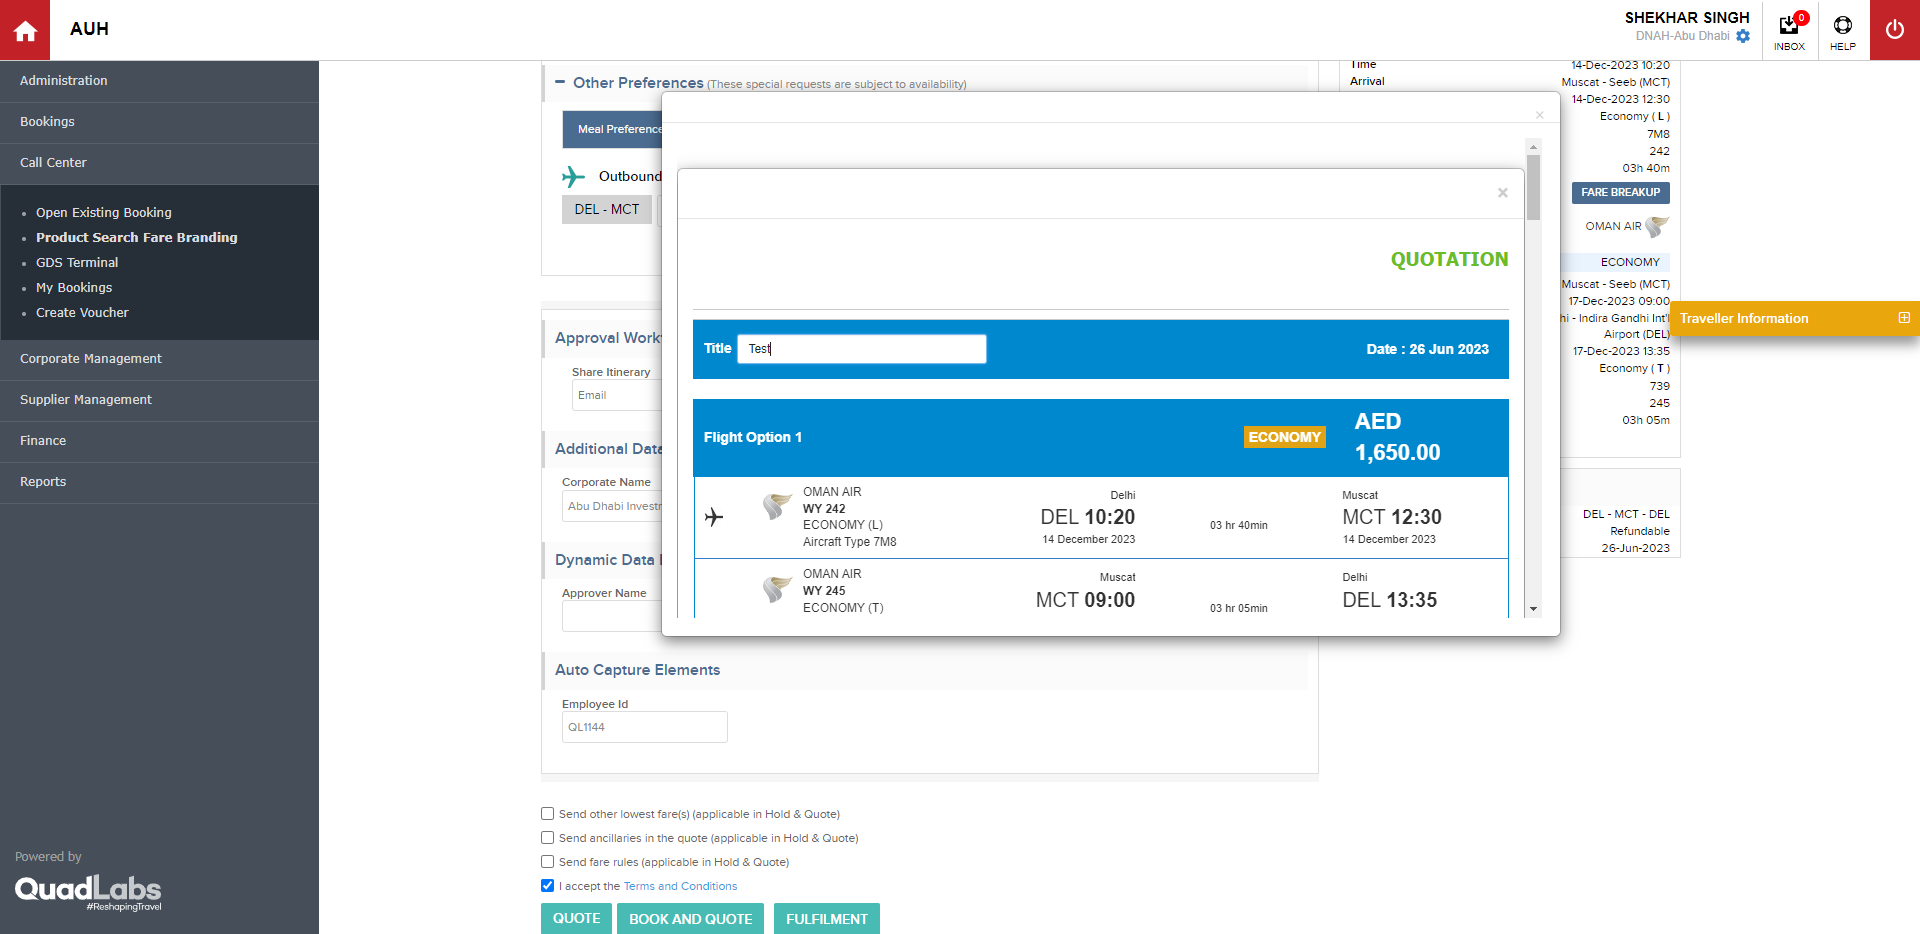 AUH
SHEKHAR SINGH
DNAH-Abu Dhabi
0
INBOX
HELP
Administration
Bookings
Call Center
Open Existing Booking
Product Search Fare Branding
GDS Terminal
My Bookings
Create Voucher
Corporate Management
Supplier Management
Finance
Reports
Powered by
QuadLabs
#ReshapingTravel
Other Preferences (These special requests are subject to availability)
Meal Preference
Outbound
DEL - MCT
Approval Work
Share Itinerary
Email
Additional Data
Corporate Name
Abu Dhabi Invest
Dynamic Data
Approver Name
Auto Capture Elements
Employee Id
QL1144
Send other lowest fare(s) (applicable in Hold & Quote)
Send ancillaries in the quote (applicable in Hold & Quote)
Send fare rules (applicable in Hold & Quote)
I accept the Terms and Conditions
QUOTE
BOOK AND QUOTE
FULFILMENT
×
×
QUOTATION
Title
Test
Date : 26 Jun 2023
Flight Option 1
ECONOMY
AED
1,650.00
OMAN AIR
WY 242
ECONOMY (L)
Aircraft Type 7M8
Delhi
DEL 10:20
14 December 2023
03 hr 40min
Muscat
MCT 12:30
14 December 2023
OMAN AIR
WY 245
ECONOMY (T)
Muscat
MCT 09:00
03 hr 05min
Delhi
DEL 13:35
Time
14-Dec-2023 10:20
Arrival
Muscat - Seeb (MCT)
14-Dec-2023 12:30
Economy ( L )
7M8
242
03h 40m
FARE BREAKUP
OMAN AIR
ECONOMY
Muscat - Seeb (MCT)
17-Dec-2023 09:00
hi - Indira Gandhi Int'l
Airport (DEL)
17-Dec-2023 13:35
Economy ( T )
739
245
03h 05m
Traveller Information
DEL - MCT - DEL
Refundable
26-Jun-2023